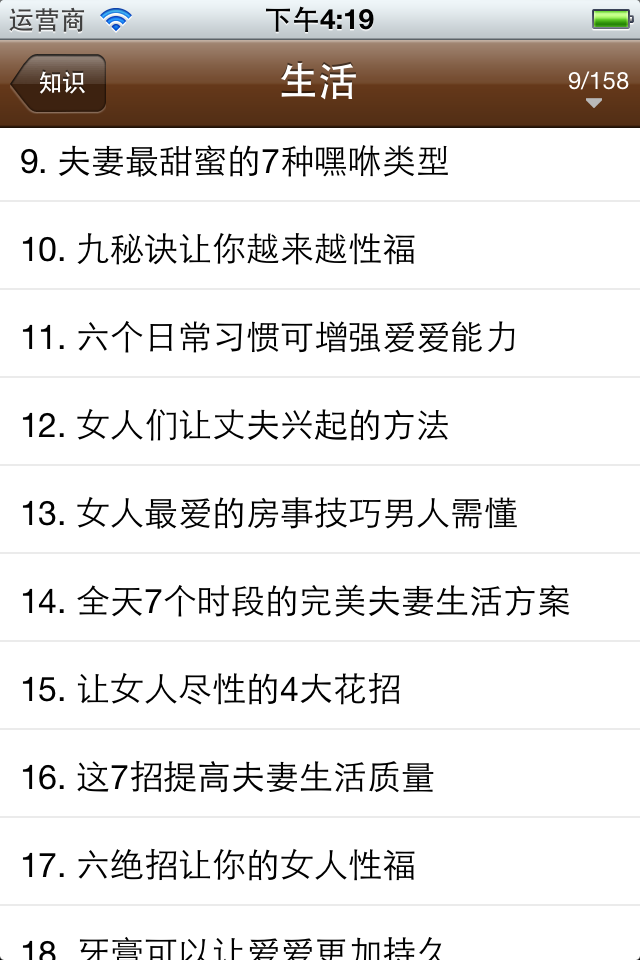 运营商 下午4:19
知识 生活 9/158
9. 夫妻最甜蜜的7种嘿咻类型
10. 九秘诀让你越来越性福
11. 六个日常习惯可增强爱爱能力
12. 女人们让丈夫兴起的方法
13. 女人最爱的房事技巧男人需懂
14. 全天7个时段的完美夫妻生活方案
15. 让女人尽性的4大花招
16. 这7招提高夫妻生活质量
17. 六绝招让你的女人性福
18. 牙膏可以让爱爱更加持久